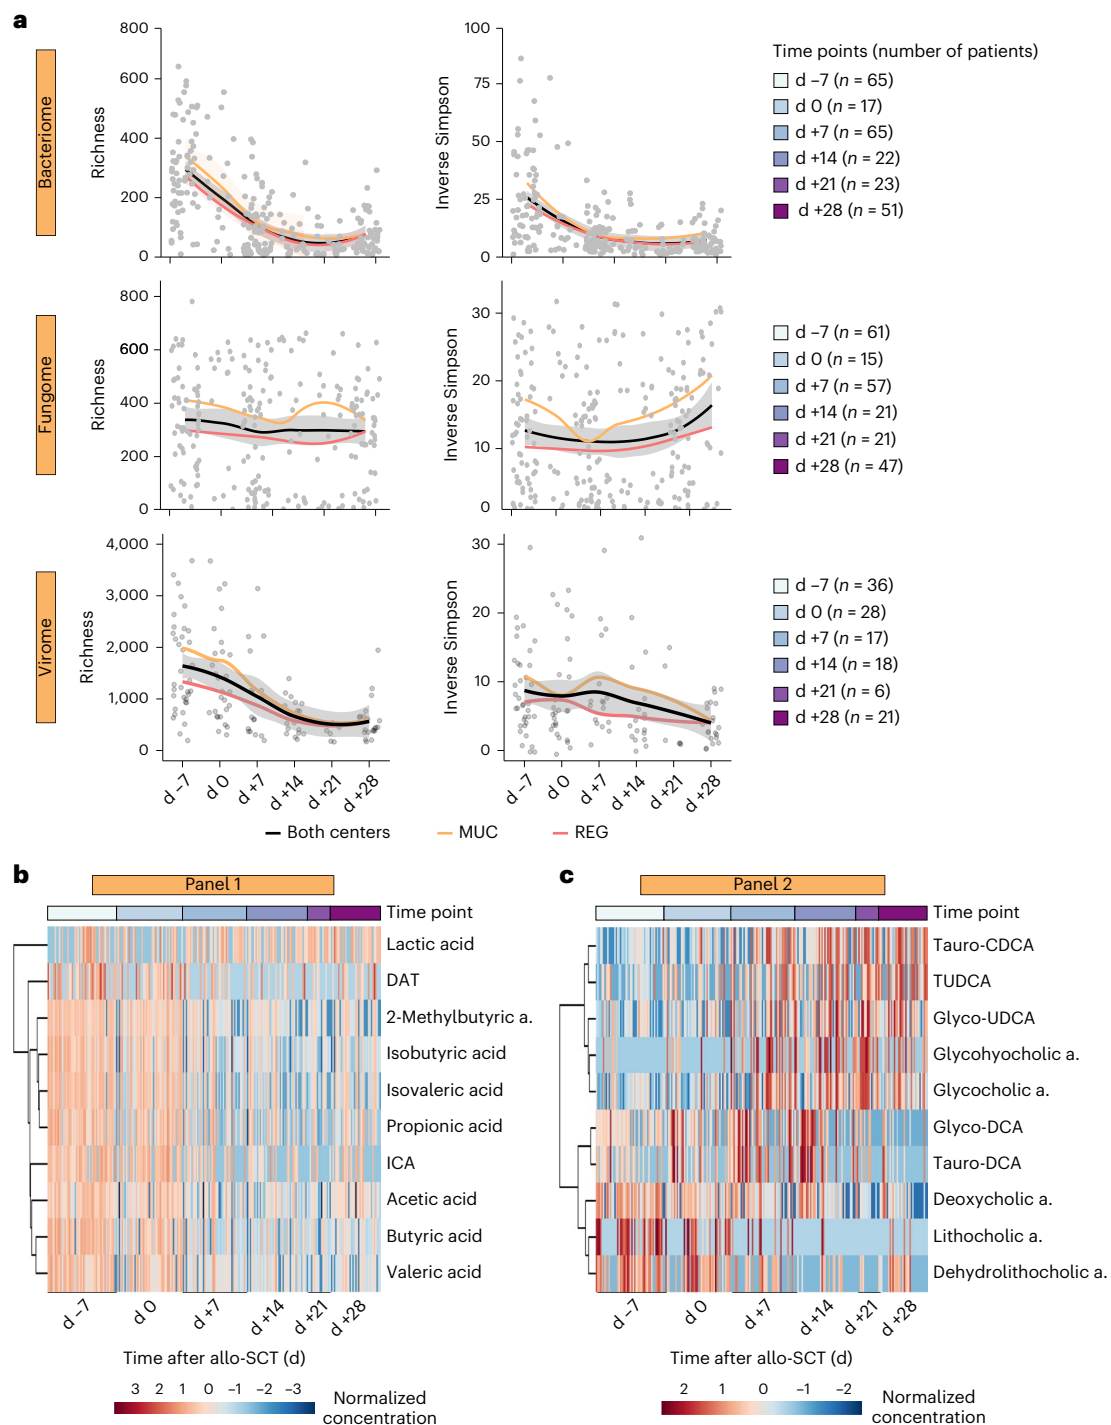 a
Bacteriome
Richness
800
600
400
200
0
Inverse Simpson
100
75
50
25
0
Time points (number of patients)
d –7 (n = 65)
d 0 (n = 17)
d +7 (n = 65)
d +14 (n = 22)
d +21 (n = 23)
d +28 (n = 51)
Fungome
Richness
800
600
400
200
0
Inverse Simpson
30
20
10
0
d –7 (n = 61)
d 0 (n = 15)
d +7 (n = 57)
d +14 (n = 21)
d +21 (n = 21)
d +28 (n = 47)
Virome
Richness
4,000
3,000
2,000
1,000
0
Inverse Simpson
30
20
10
0
d –7 (n = 36)
d 0 (n = 28)
d +7 (n = 17)
d +14 (n = 18)
d +21 (n = 6)
d +28 (n = 21)
d –7
d 0
d +7
d +14
d +21
d +28
d –7
d 0
d +7
d +14
d +21
d +28
Both centers
MUC
REG
b
Panel 1
Time point
Lactic acid
DAT
2-Methylbutyric a.
Isobutyric acid
Isovaleric acid
Propionic acid
ICA
Acetic acid
Butyric acid
Valeric acid
d –7
d 0
d +7
d +14
d +21
d +28
Time after allo-SCT (d)
3 2 1 0 –1 –2 –3
Normalized
concentration
c
Panel 2
Time point
Tauro-CDCA
TUDCA
Glyco-UDCA
Glycohyocholic a.
Glycocholic a.
Glyco-DCA
Tauro-DCA
Deoxycholic a.
Lithocholic a.
Dehydrolithocholic a.
d –7
d 0
d +7
d +14
d +21
d +28
Time after allo-SCT (d)
2 1 0 –1 –2
Normalized
concentration